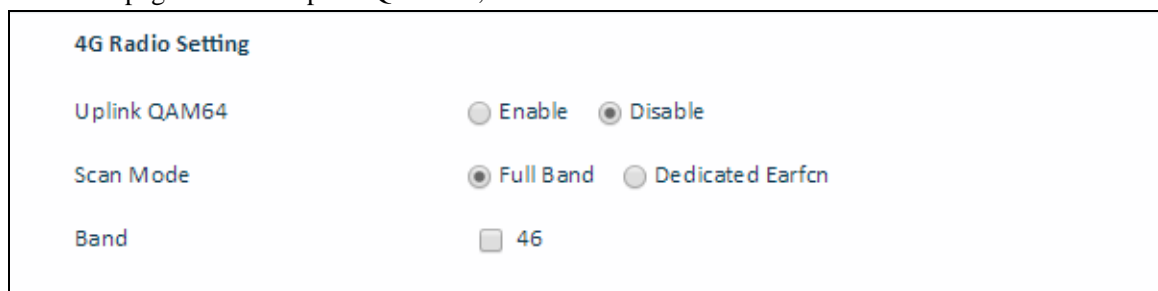 4G Radio Setting
Uplink QAM64 Enable Disable
Scan Mode Full Band Dedicated Earfcn
Band 46